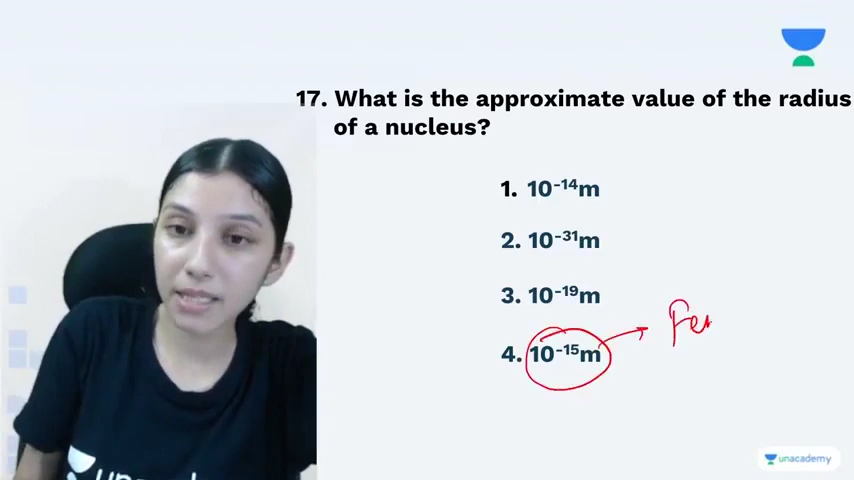 17. What is the approximate value of the radius
of a nucleus?
1. 10⁻¹⁴m
2. 10⁻³¹m
3. 10⁻¹⁹m
4. 10⁻¹⁵m
Fer
unacademy